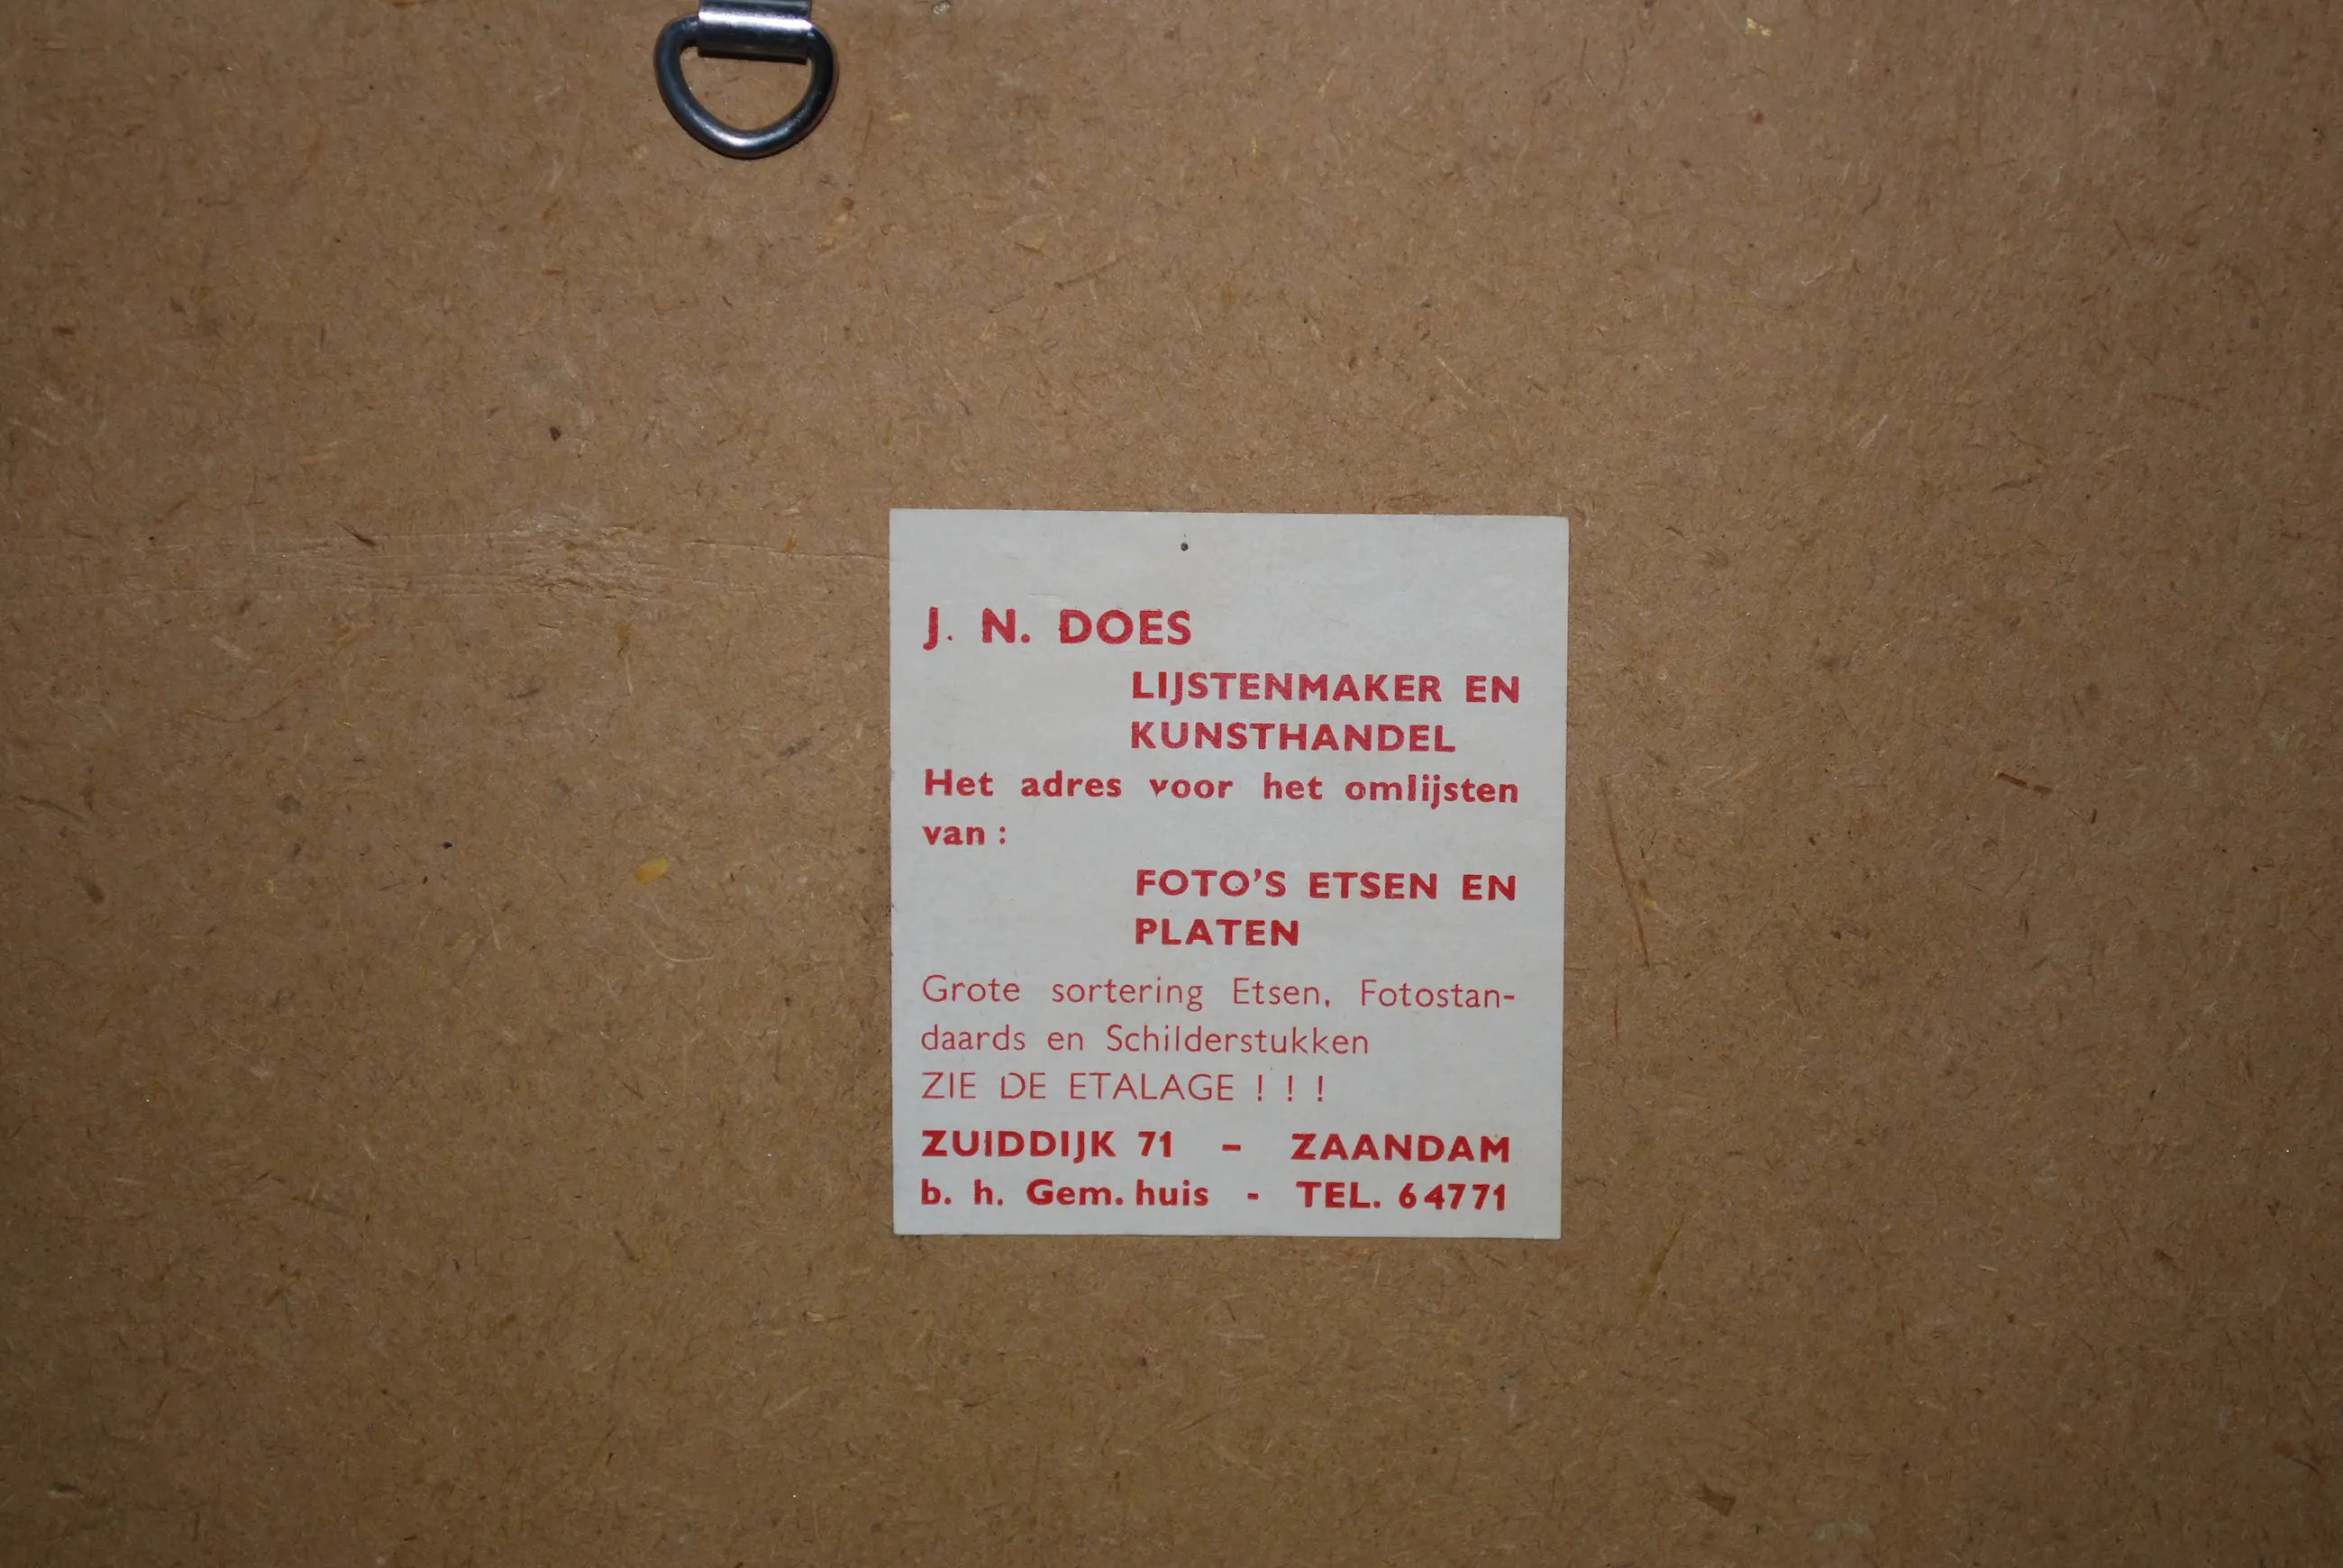 J. N. DOES
LIJSTENMAKER EN
KUNSTHANDEL
Het adres voor het omlijsten
van :
FOTO'S ETSEN EN
PLATEN
Grote sortering Etsen, Fotostan-
daards en Schilderstukken
ZIE DE ETALAGE ! ! !
ZUIDDIJK 71 – ZAANDAM
b. h. Gem. huis - TEL. 64771